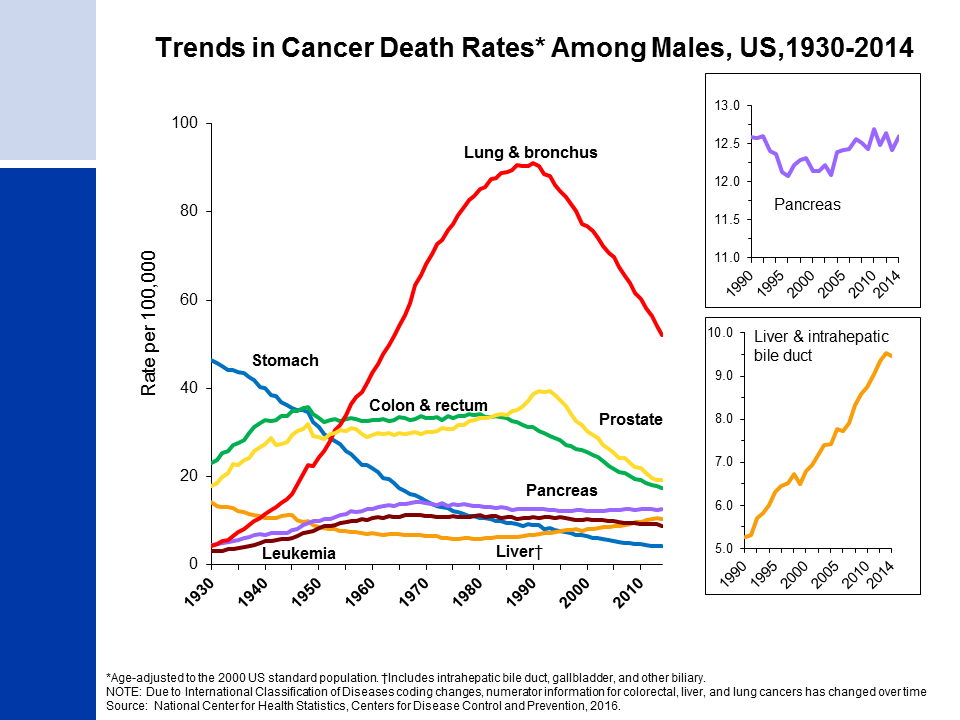 Trends in Cancer Death Rates* Among Males, US,1930-2014
Rate per 100,000
100
80
60
40
20
0
Lung & bronchus
Stomach
Colon & rectum
Prostate
Pancreas
Leukemia
Liver†
1930
1940
1950
1960
1970
1980
1990
2000
2010
13.0
12.5
12.0
11.5
11.0
Pancreas
1990
1995
2000
2005
2010
2014
10.0
9.0
8.0
7.0
6.0
5.0
Liver & intrahepatic
bile duct
1990
1995
2000
2005
2010
2014
*Age-adjusted to the 2000 US standard population. †Includes intrahepatic bile duct, gallbladder, and other biliary.
NOTE: Due to International Classification of Diseases coding changes, numerator information for colorectal, liver, and lung cancers has changed over time
Source: National Center for Health Statistics, Centers for Disease Control and Prevention, 2016.